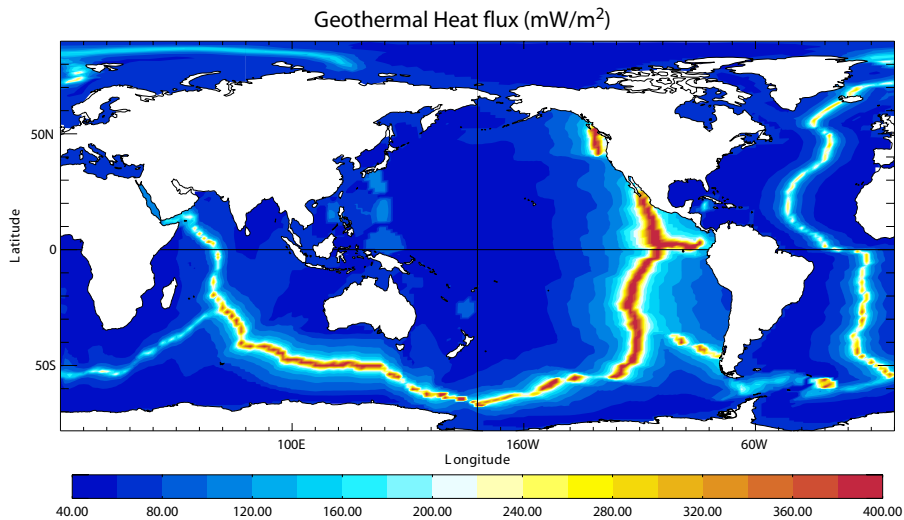 Geothermal Heat flux (mW/m²)
50N
0
50S
Latitude
100E 160W 60W
Longitude
40.00 80.00 120.00 160.00 200.00 240.00 280.00 320.00 360.00 400.00